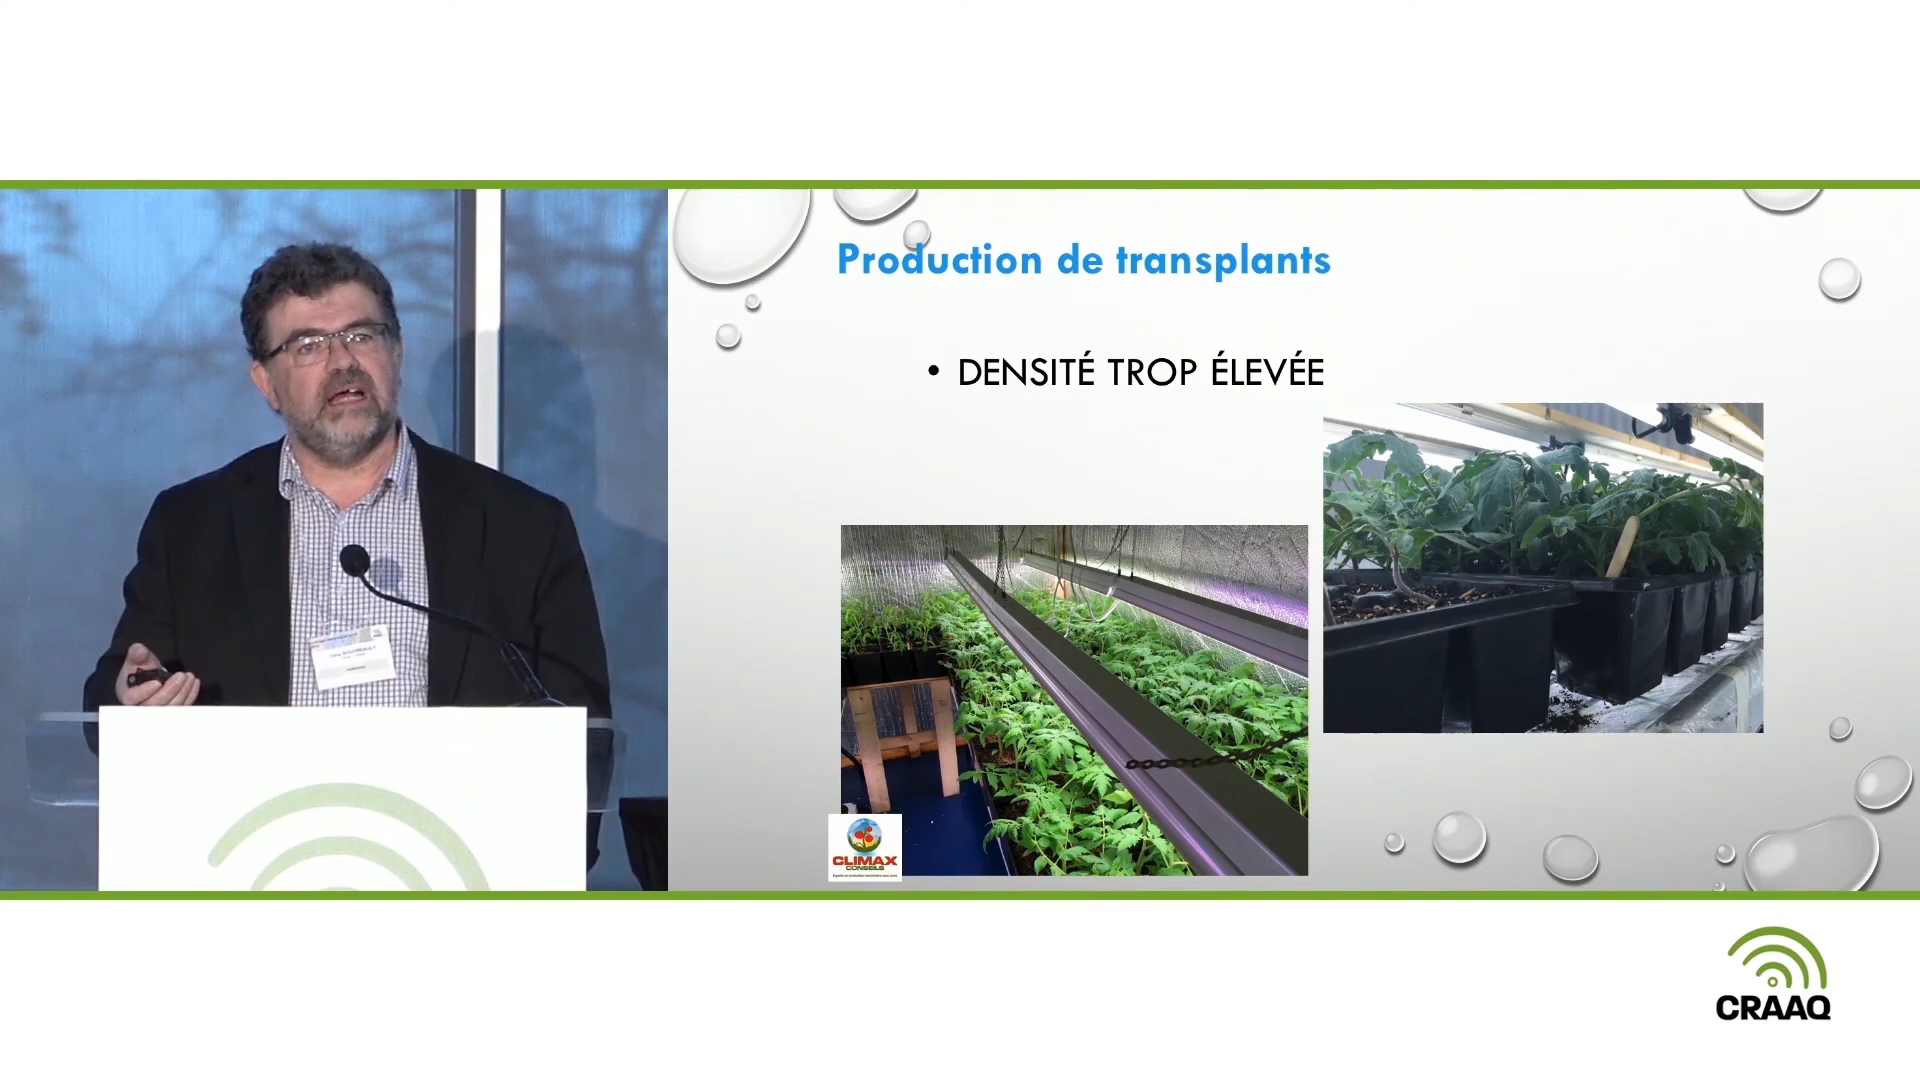 Production de transplants
• DENSITÉ TROP ÉLEVÉE
CLIMAX
CONSEILS
CRAAQ